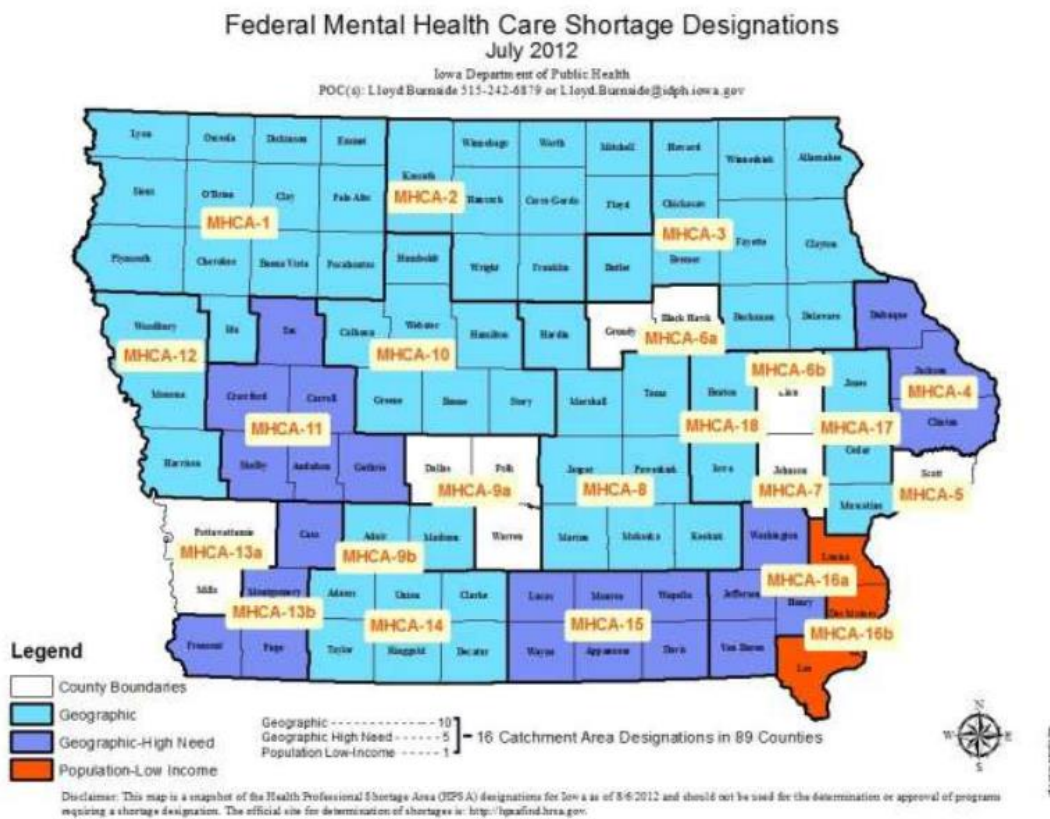 Federal Mental Health Care Shortage Designations
July 2012
Iowa Department of Public Health
POC(s): Lloyd Burnside 515-242-6879 or Lloyd.Burnside@idph.iowa.gov
Lyon Osceola Dickinson Emmet Winnebago Worth Mitchell Howard Winneshiek Allamakee
Kossuth
Sioux O'Brien Clay Palo Alto MHCA-2 Hancock Cerro Gordo Floyd Chickasaw
MHCA-1 MHCA-3 Fayette Clayton
Plymouth Cherokee Buena Vista Pocahontas Humboldt Wright Franklin Butler Bremer
Woodbury Ida Sac Calhoun Webster Hamilton Hardin Grundy Black Hawk Buchanan Delaware Dubuque
MHCA-12 MHCA-10 MHCA-6a
MHCA-6b
Monona Crawford Carroll Greene Boone Story Marshall Tama Benton Linn Jones Jackson
MHCA-4
MHCA-11 MHCA-18 MHCA-17 Clinton
Harrison Shelby Audubon Guthrie Dallas Polk Jasper Poweshiek Iowa Johnson Cedar Scott
MHCA-9a MHCA-8 MHCA-7 MHCA-5
Muscatine
Pottawattamie Cass Adair Madison Warren Marion Mahaska Keokuk Washington
MHCA-13a MHCA-9b Louisa
Mills Montgomery Adams Union Clarke Lucas Monroe Wapello Jefferson Henry MHCA-16a
Des Moines
MHCA-13b MHCA-14 MHCA-15 MHCA-16b
Fremont Page Taylor Ringgold Decatur Wayne Appanoose Davis Van Buren Lee
Legend
County Boundaries
Geographic
Geographic-High Need
Population-Low Income
Geographic - - - - - - - - - - - - - 10
Geographic High Need - - - - - - 5
Population Low-Income - - - - - - 1
- 16 Catchment Area Designations in 89 Counties
N
W E
S
Disclaimer: This map is a snapshot of the Health Professional Shortage Area (HPSA) designations for Iowa as of 8/6/2012 and should not be used for the determination or approval of programs
requiring a shortage designation. The official site for determination of shortages is: http://hpsafind.hrsa.gov.